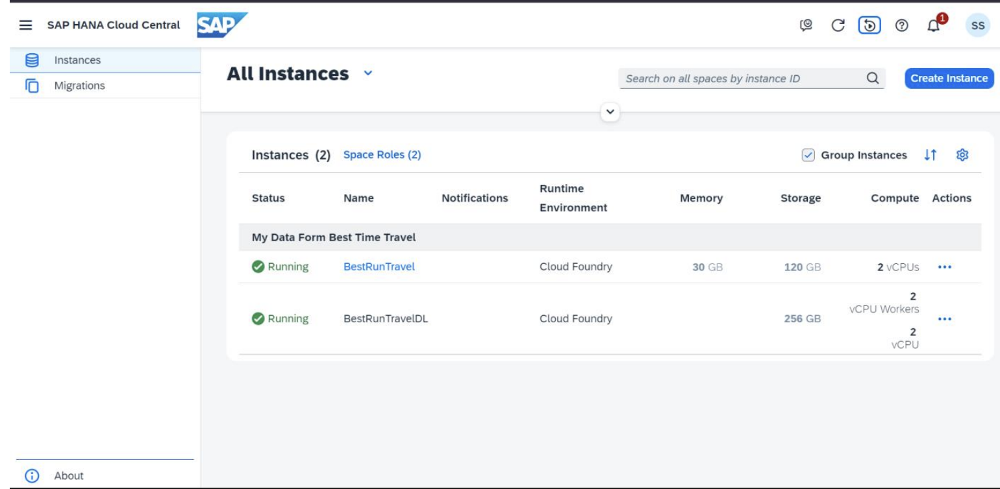 SAP HANA Cloud Central SAP 1 SS
Instances
Migrations
All Instances
Search on all spaces by instance ID
Create Instance
Instances (2) Space Roles (2) Group Instances
Status Name Notifications Runtime Environment Memory Storage Compute Actions
My Data Form Best Time Travel
Running BestRunTravel Cloud Foundry 30 GB 120 GB 2 vCPUs
Running BestRunTravelDL Cloud Foundry 256 GB 2
vCPU Workers
2
vCPU
About